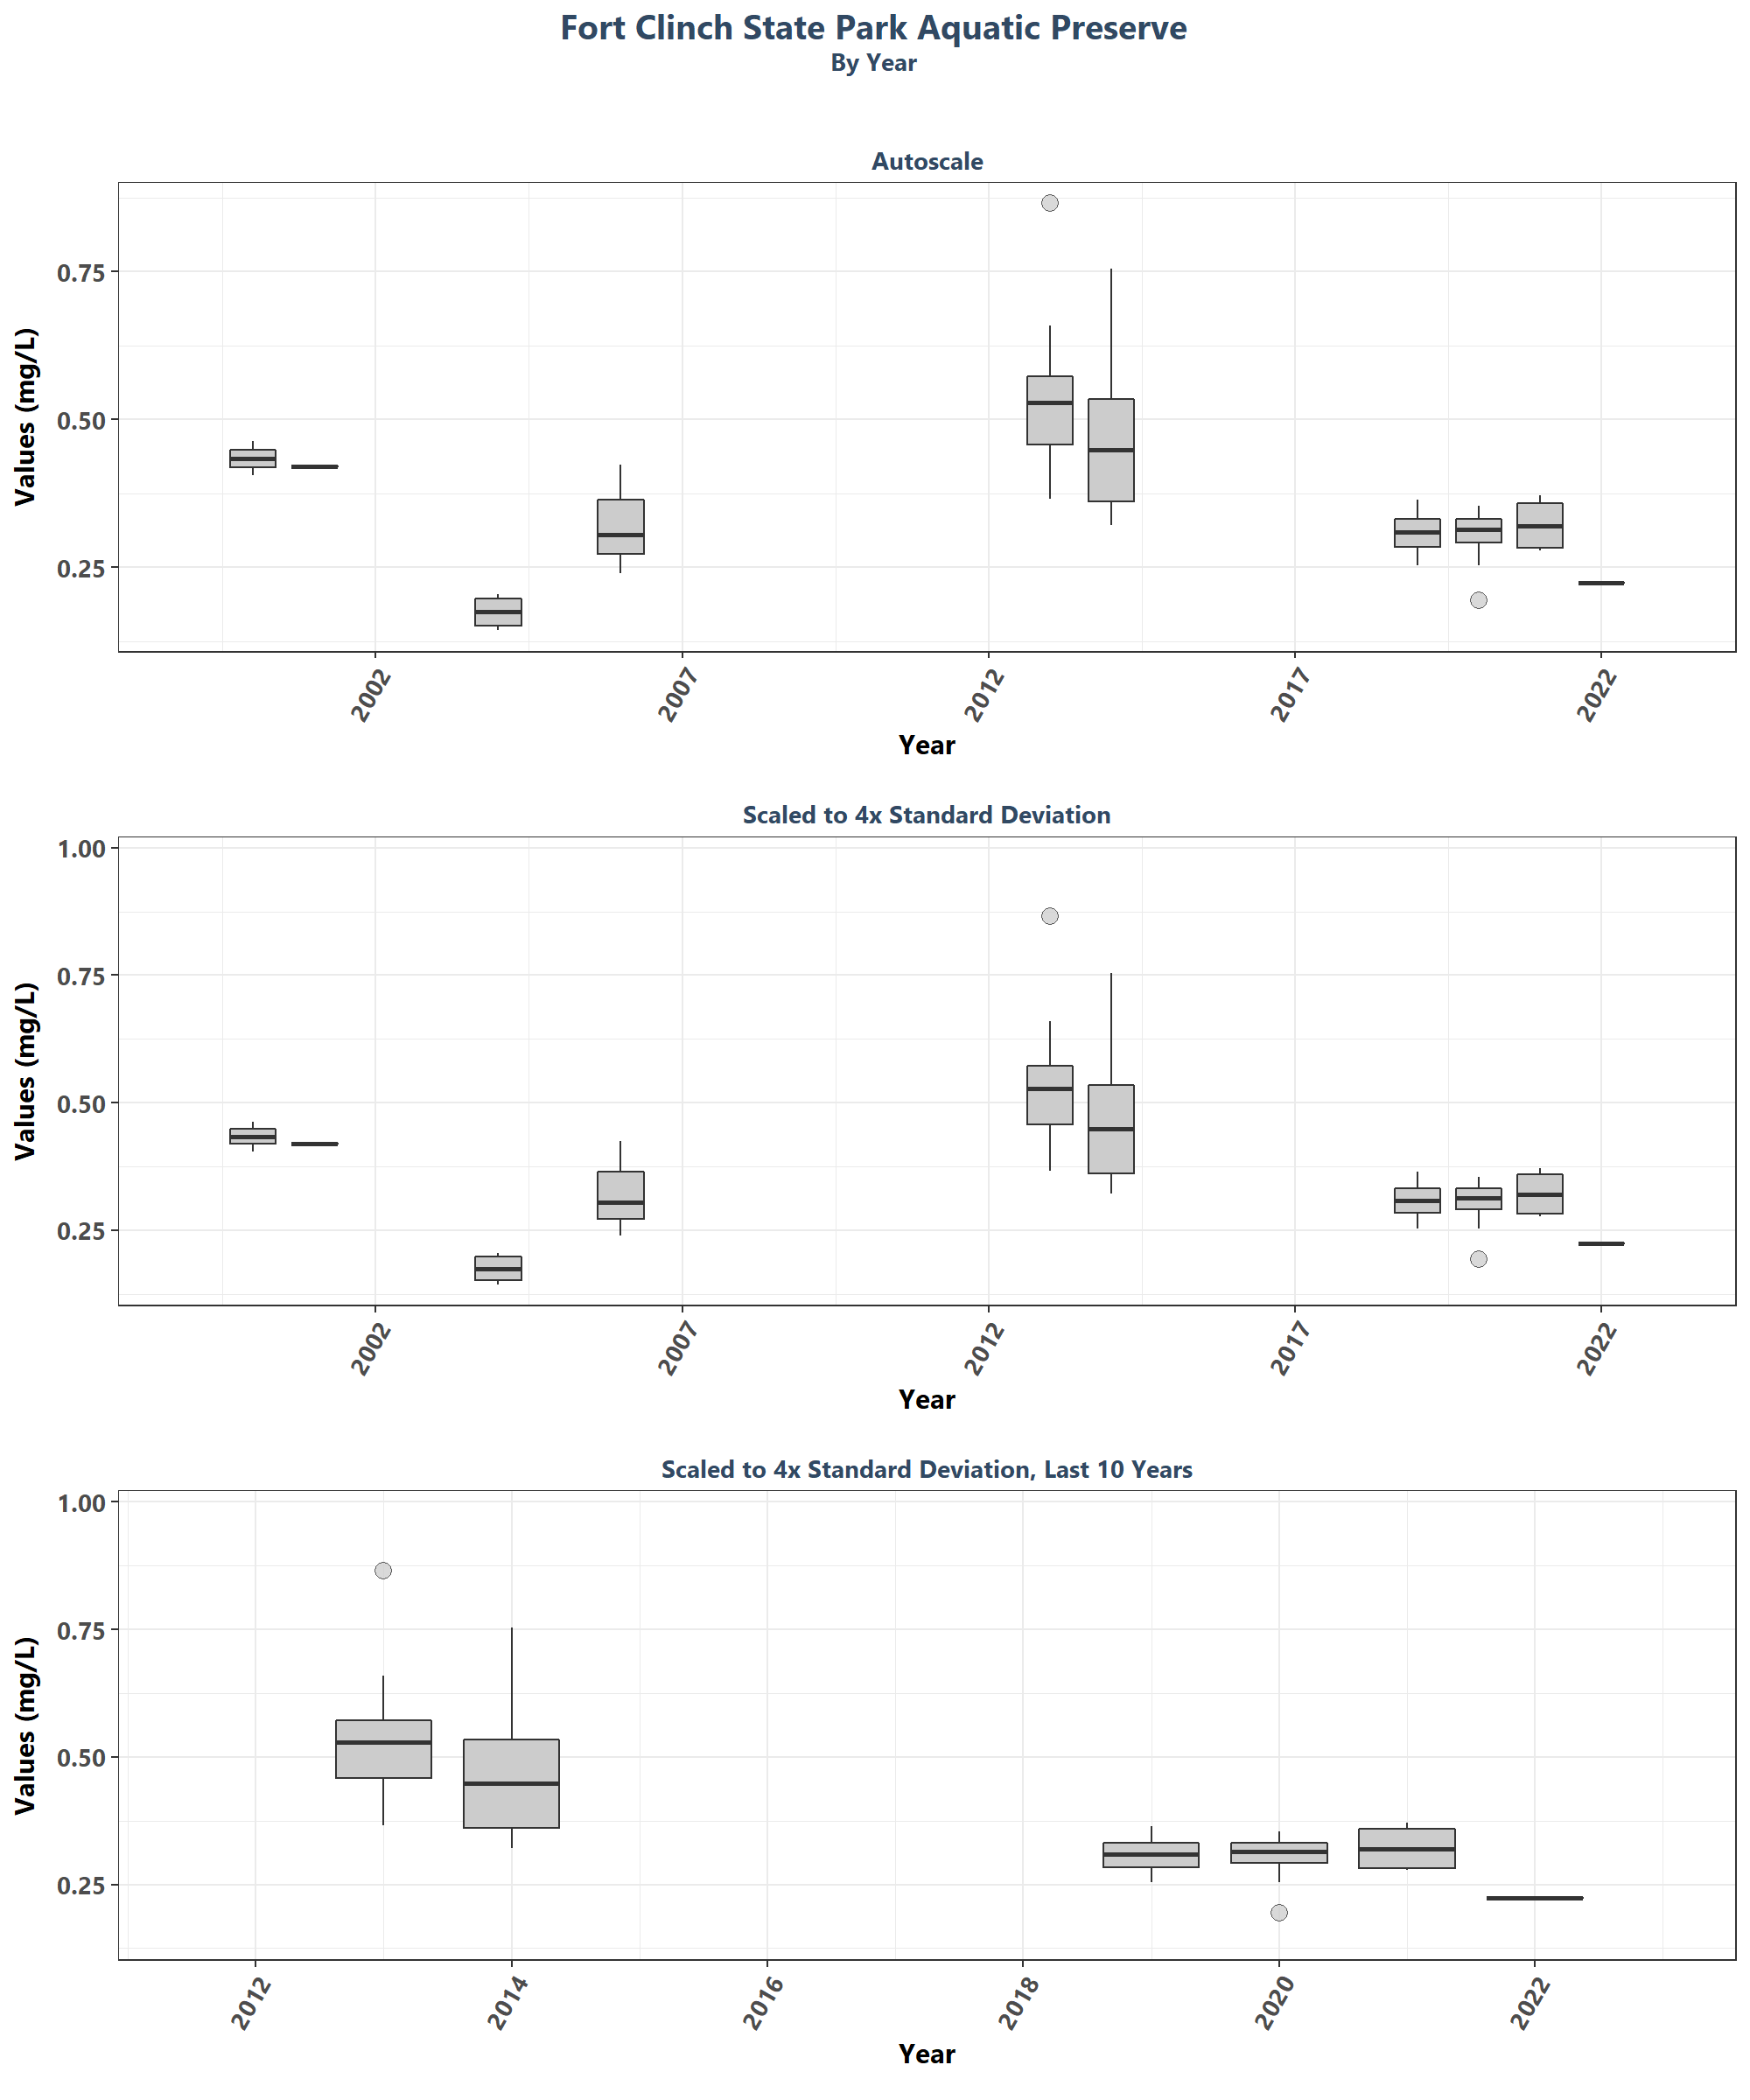 Fort Clinch State Park Aquatic Preserve
By Year
Autoscale
Values (mg/L)
0.75
0.50
0.25
2002
2007
2012
2017
2022
Year
Scaled to 4x Standard Deviation
Values (mg/L)
1.00
0.75
0.50
0.25
2002
2007
2012
2017
2022
Year
Scaled to 4x Standard Deviation, Last 10 Years
Values (mg/L)
1.00
0.75
0.50
0.25
2012
2014
2016
2018
2020
2022
Year